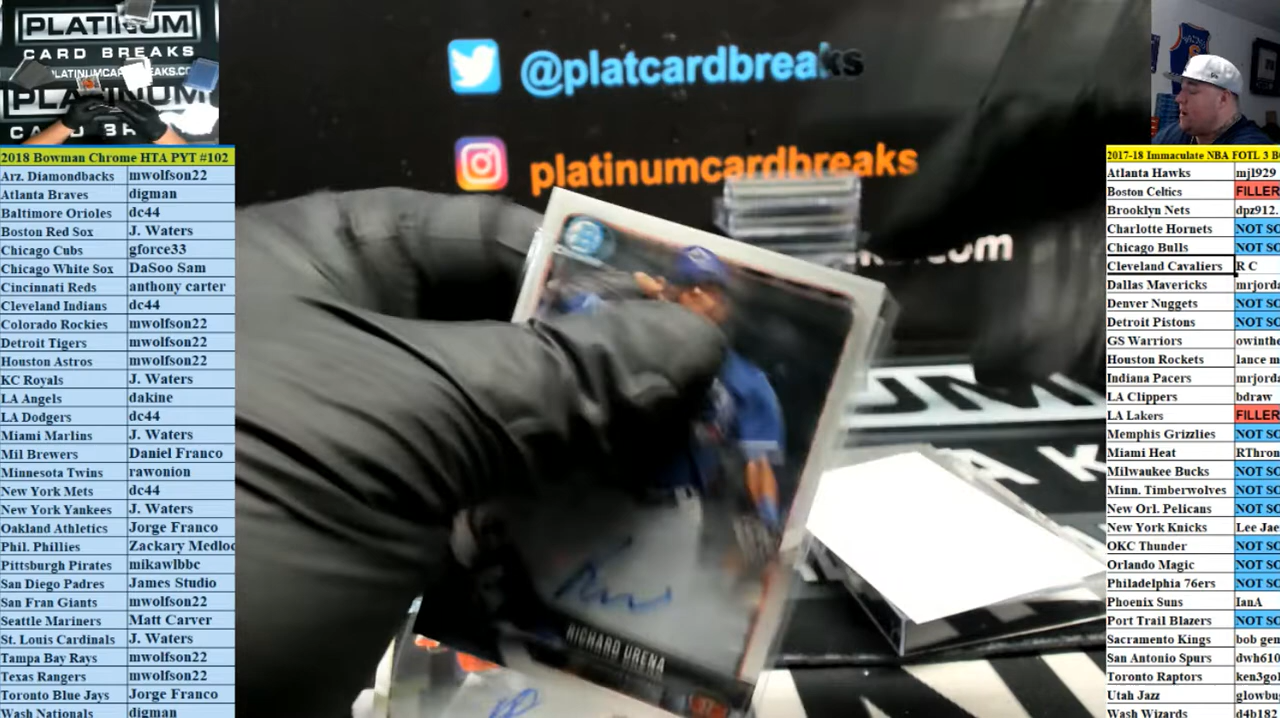 PLATINUM
CARD BREAKS
PLATINUMCARDBREAKS.CO
PLATINUM
CARD BR
@platcardbreaks
platinumcardbreaks
RICHARD URENA
2018 Bowman Chrome HTA PYT #102
Arz. Diamondbacks mwolfson22
Atlanta Braves digman
Baltimore Orioles dc44
Boston Red Sox J. Waters
Chicago Cubs gforce33
Chicago White Sox DaSoo Sam
Cincinnati Reds anthony carter
Cleveland Indians dc44
Colorado Rockies mwolfson22
Detroit Tigers mwolfson22
Houston Astros mwolfson22
KC Royals J. Waters
LA Angels dakine
LA Dodgers dc44
Miami Marlins J. Waters
Mil Brewers Daniel Franco
Minnesota Twins rawonion
New York Mets dc44
New York Yankees J. Waters
Oakland Athletics Jorge Franco
Phil. Phillies Zackary Medloc
Pittsburgh Pirates mikawlbbc
San Diego Padres James Studio
San Fran Giants mwolfson22
Seattle Mariners Matt Carver
St. Louis Cardinals J. Waters
Tampa Bay Rays mwolfson22
Texas Rangers mwolfson22
Toronto Blue Jays Jorge Franco
Wash Nationals digman
2017-18 Immaculate NBA FOTL 3 B
Atlanta Hawks mj1929
Boston Celtics FILLER
Brooklyn Nets dpz912.
Charlotte Hornets NOT SO
Chicago Bulls NOT SO
Cleveland Cavaliers R C
Dallas Mavericks mrjorda
Denver Nuggets NOT SO
Detroit Pistons NOT SO
GS Warriors owinthe
Houston Rockets lance m
Indiana Pacers mrjorda
LA Clippers bdraw
LA Lakers FILLER
Memphis Grizzlies NOT SO
Miami Heat RThron
Milwaukee Bucks NOT SO
Minn. Timberwolves NOT SO
New Orl. Pelicans NOT SO
New York Knicks Lee Jae
OKC Thunder NOT SO
Orlando Magic NOT SO
Philadelphia 76ers NOT SO
Phoenix Suns IanA
Port Trail Blazers NOT SO
Sacramento Kings bob gen
San Antonio Spurs dwh610
Toronto Raptors ken3gol
Utah Jazz glowbug
Wash Wizards d4b182